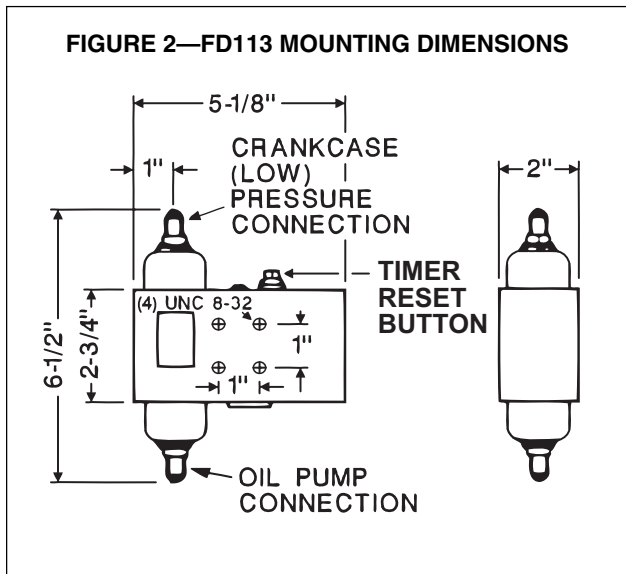 FIGURE 2—FD113 MOUNTING DIMENSIONS
5-1/8"
1"
CRANKCASE
(LOW)
PRESSURE
CONNECTION
2"
TIMER
RESET
BUTTON
(4) UNC 8-32
1"
1"
6-1/2"
2-3/4"
OIL PUMP
CONNECTION